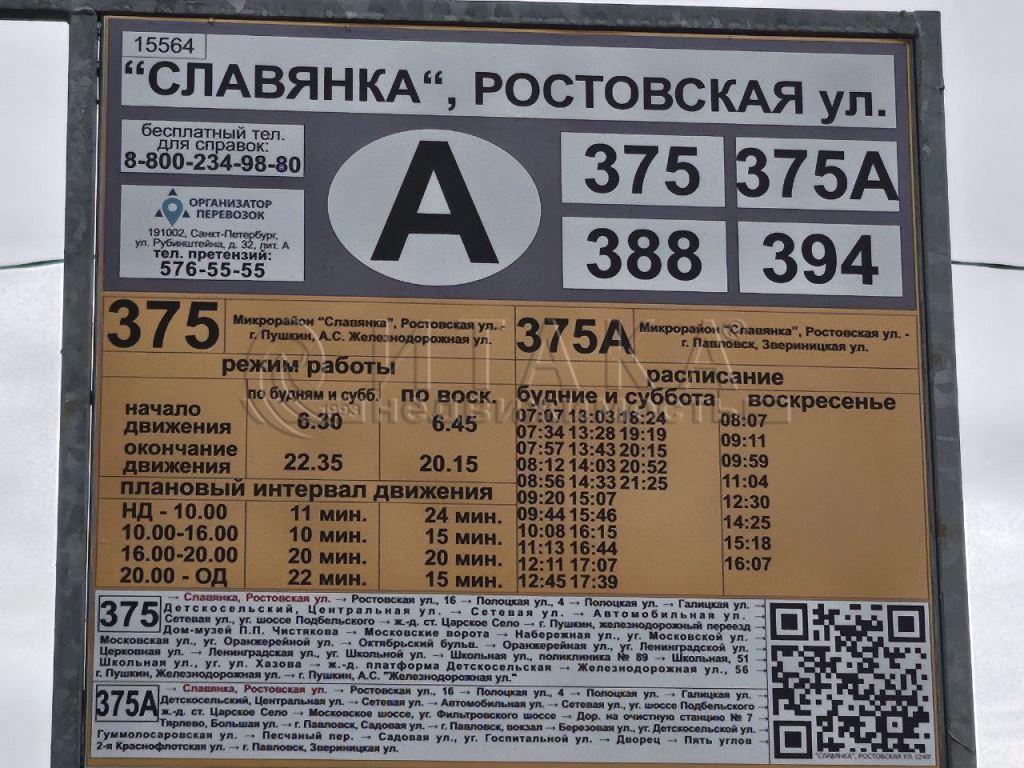 15564
"СЛАВЯНКА", РОСТОВСКАЯ ул.
бесплатный тел.
для справок:
8-800-234-98-80
ОРГАНИЗАТОР
ПЕРЕВОЗОК
191002, Санкт-Петербург,
ул. Рубинштейна, д. 32, лит. А
тел. претензий:
576-55-55
А
375 375А
388 394
375 Микрорайон "Славянка", Ростовская ул. -
г. Пушкин, А.С. Железнодорожная ул.
режим работы
по будням и субб. по воск.
начало
движения 6.30 6.45
окончание
движения 22.35 20.15
плановый интервал движения
НД - 10.00 11 мин. 24 мин.
10.00-16.00 10 мин. 15 мин.
16.00-20.00 20 мин. 20 мин.
20.00 - ОД 22 мин. 15 мин.
375А Микрорайон "Славянка", Ростовская ул. -
г. Павловск, Звериницкая ул.
расписание
будние и суббота воскресенье
07:07 13:03 18:24
07:34 13:28 19:19
07:57 13:43 20:15
08:12 14:03 20:52
08:56 14:33 21:25
09:20 15:07
09:44 15:46
10:08 16:15
11:13 16:44
12:11 17:07
12:45 17:39
08:07
09:11
09:59
11:04
12:30
14:25
15:18
16:07
ИТАКА
1993 недвижимость
375 → Славянка, Ростовская ул. → Ростовская ул., 16 → Полоцкая ул., 4 → Полоцкая ул. → Галицкая ул.
Детскосельский, Центральная ул. → Сетевая ул. → Автомобильная ул.
Сетевая ул., уг. шоссе Подбельского → ж.-д. ст. Царское Село → г. Пушкин, железнодорожный переезд
Дом-музей П.П. Чистякова → Московские ворота → Набережная ул., уг. Московской ул.
Московская ул., уг. Оранжерейной ул. → Октябрьский бульв. → Оранжерейная ул., уг. Ленинградской ул.
Церковная ул. → Ленинградская ул., уг. Школьной ул. → Школьная ул., поликлиника № 89 → Школьная, 51
Школьная ул., уг. ул. Хазова → ж.-д. платформа Детскосельская → Железнодорожная ул., 56
г. Пушкин, Железнодорожная ул. → г. Пушкин, А.С. "Железнодорожная ул."
375А → Славянка, Ростовская ул. → Ростовская ул., 16 → Полоцкая ул., 4 → Полоцкая ул. → Галицкая ул.
Детскосельский, Центральная ул. → Сетевая ул. → Автомобильная ул. → Сетевая ул., уг. шоссе Подбельского
ж.-д. ст. Царское Село → Московское шоссе, уг. Фильтровского шоссе → Дор. на очистную станцию № 7
Тярлево, Большая ул. → г. Павловск, Садовая ул. → г. Павловск, вокзал → Березовая ул., уг. Детскосельской ул.
Гуммолосаровская ул. → Песчаный пер. → Садовая ул., уг. Госпитальной ул. → Дворец → Пять углов
2-я Краснофлотская ул. → г. Павловск, Звериницкая ул.
"СЛАВЯНКА", РОСТОВСКАЯ УЛ.